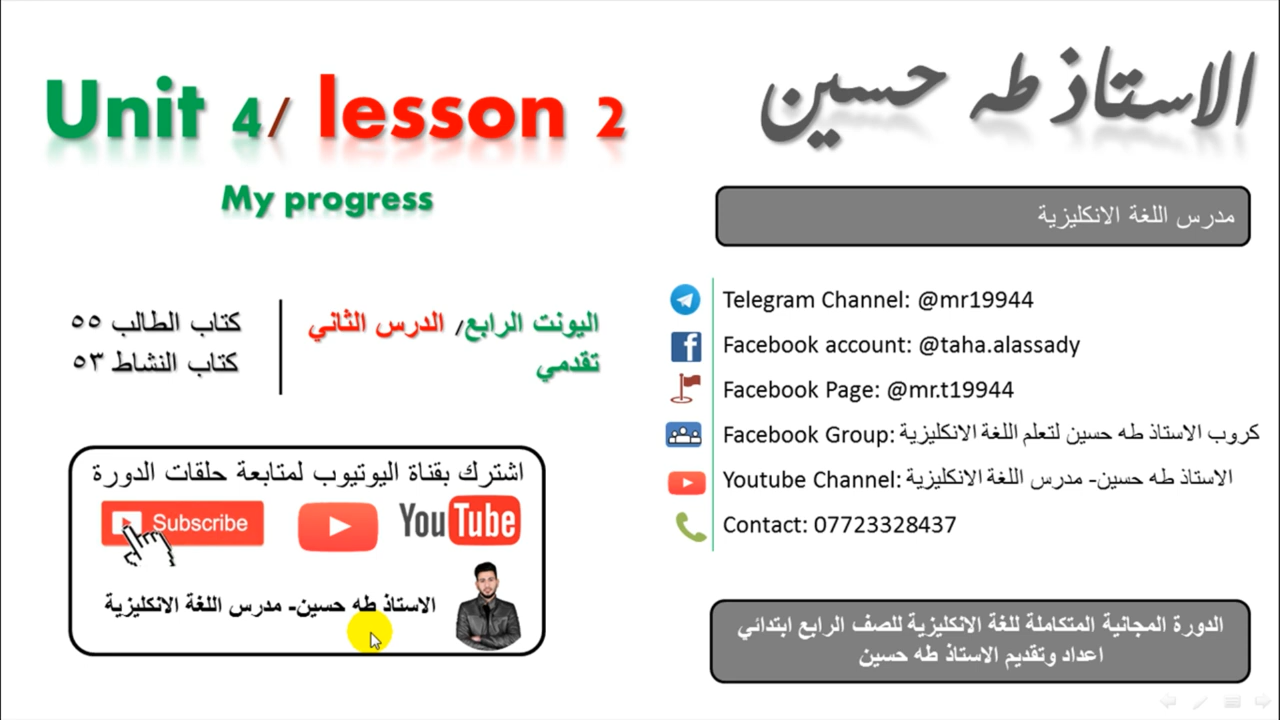 Unit 4/ lesson 2
My progress
اليونت الرابع/ الدرس الثاني
تقدمي
كتاب الطالب ٥٥
كتاب النشاط ٥٣
اشترك بقناة اليوتيوب لمتابعة حلقات الدورة
Subscribe
YouTube
الاستاذ طه حسين- مدرس اللغة الانكليزية
الاستاذ طه حسين
مدرس اللغة الانكليزية
Telegram Channel: @mr19944
Facebook account: @taha.alassady
Facebook Page: @mr.t19944
Facebook Group: كروب الاستاذ طه حسين لتعلم اللغة الانكليزية
Youtube Channel: الاستاذ طه حسين- مدرس اللغة الانكليزية
Contact: 07723328437
الدورة المجانية المتكاملة للغة الانكليزية للصف الرابع ابتدائي
اعداد وتقديم الاستاذ طه حسين